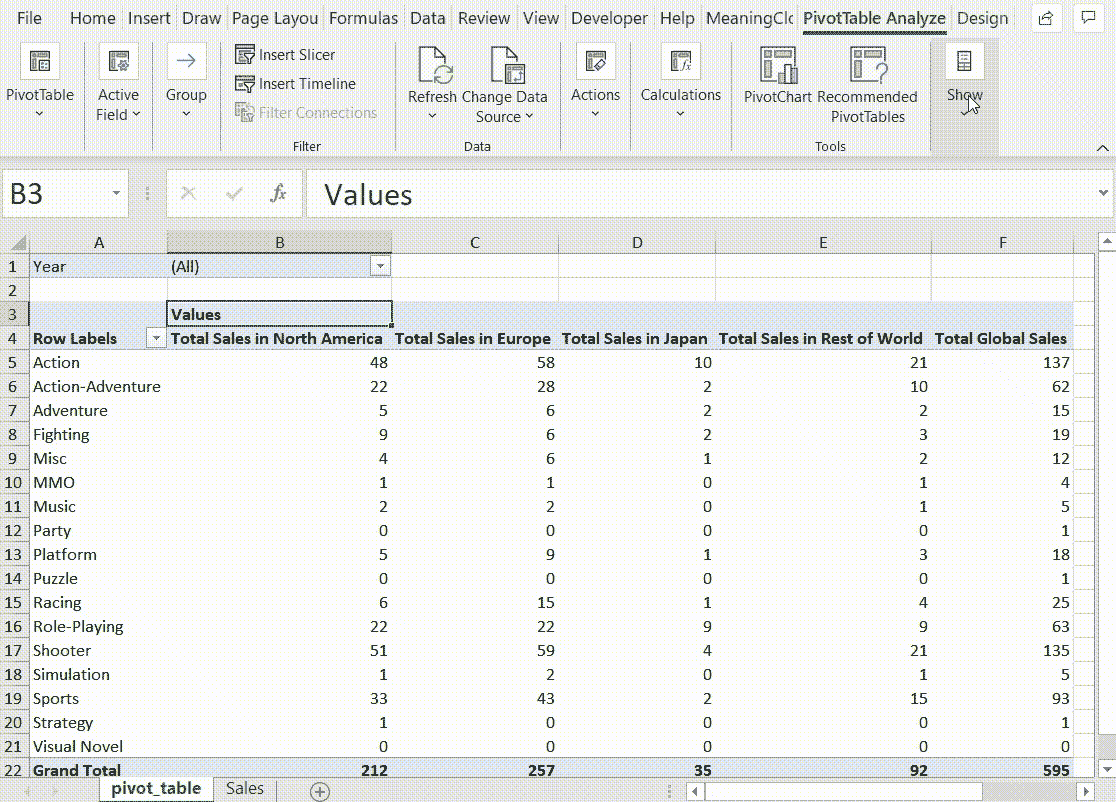 File Home Insert Draw Page Layou Formulas Data Review View Developer Help MeaningClo PivotTable Analyze Design
PivotTable
Active
Field
Group
Insert Slicer
Insert Timeline
Filter Connections
Filter
Refresh
Change Data
Source
Data
Actions
Calculations
PivotChart
Recommended
PivotTables
Tools
Show
B3 fx Values
A B C D E F
1 Year (All)
2
3 Values
4 Row Labels Total Sales in North America Total Sales in Europe Total Sales in Japan Total Sales in Rest of World Total Global Sales
5 Action 48 58 10 21 137
6 Action-Adventure 22 28 2 10 62
7 Adventure 5 6 2 2 15
8 Fighting 9 6 2 3 19
9 Misc 4 6 1 2 12
10 MMO 1 1 0 1 4
11 Music 2 2 0 1 5
12 Party 0 0 0 0 1
13 Platform 5 9 1 3 18
14 Puzzle 0 0 0 0 1
15 Racing 6 15 1 4 25
16 Role-Playing 22 22 9 9 63
17 Shooter 51 59 4 21 135
18 Simulation 1 2 0 1 5
19 Sports 33 43 2 15 93
20 Strategy 1 0 0 0 1
21 Visual Novel 0 0 0 0 0
22 Grand Total 212 257 35 92 595
pivot_table Sales